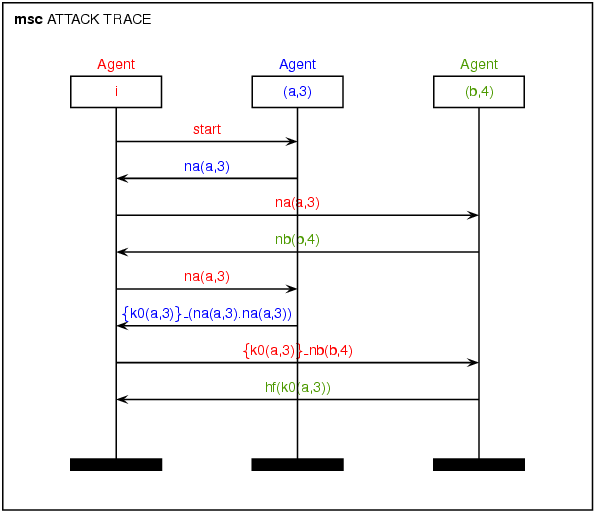 msc ATTACK TRACE
Agent Agent Agent
i (a,3) (b,4)
start
na(a,3)
na(a,3)
nb(b,4)
na(a,3)
{k0(a,3)}_(na(a,3).na(a,3))
{k0(a,3)}_nb(b,4)
hf(k0(a,3))